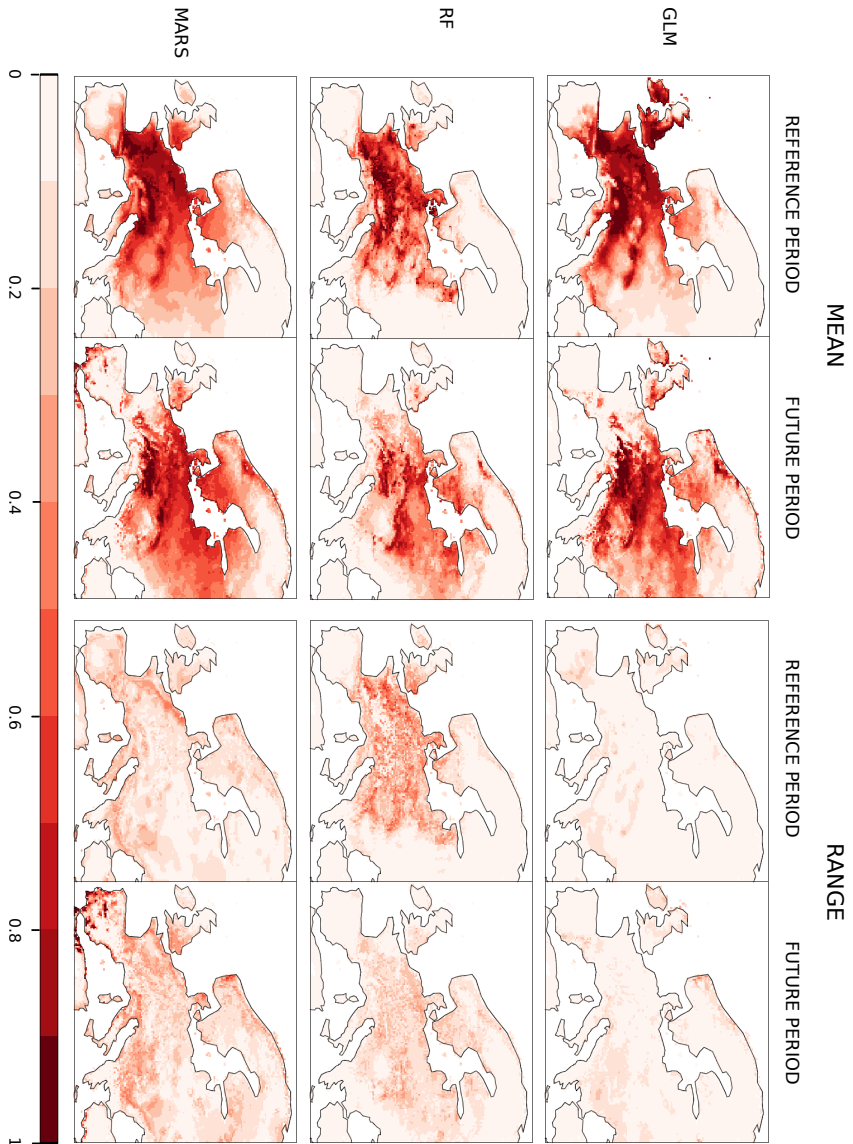 MEAN
RANGE
REFERENCE PERIOD
FUTURE PERIOD
REFERENCE PERIOD
FUTURE PERIOD
GLM
RF
MARS
0
0.2
0.4
0.6
0.8
1